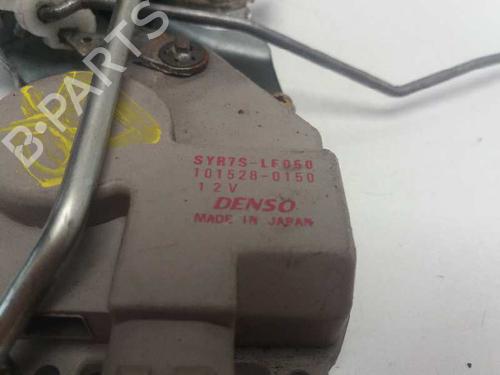 B-PARTS
SYR7S-LF050
101528-0150
12V
DENSO
MADE IN JAPAN